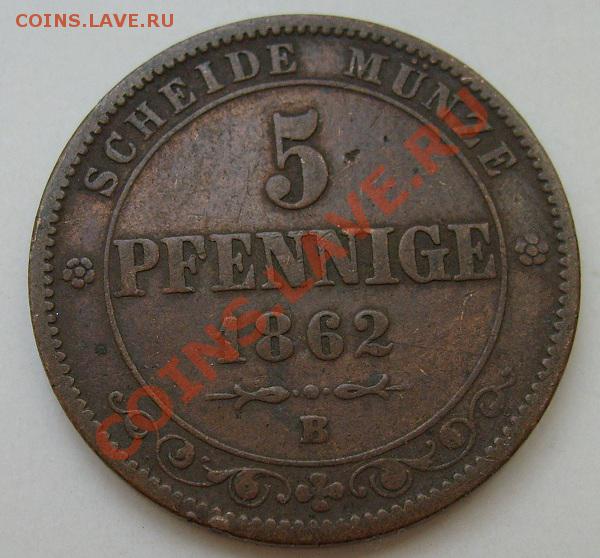 COINS.LAVE.RU
SCHEIDE MÜNZE
5
PFENNIGE
1862
B
COINS.LAVE.RU